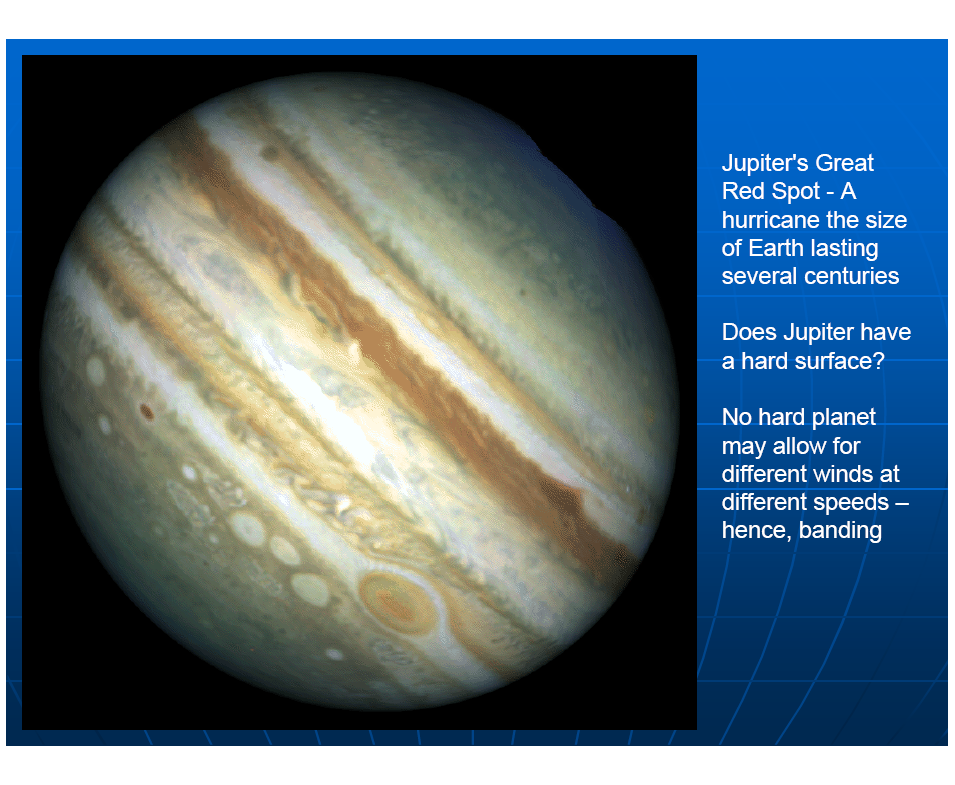 Jupiter's Great
Red Spot - A
hurricane the size
of Earth lasting
several centuries
Does Jupiter have
a hard surface?
No hard planet
may allow for
different winds at
different speeds –
hence, banding